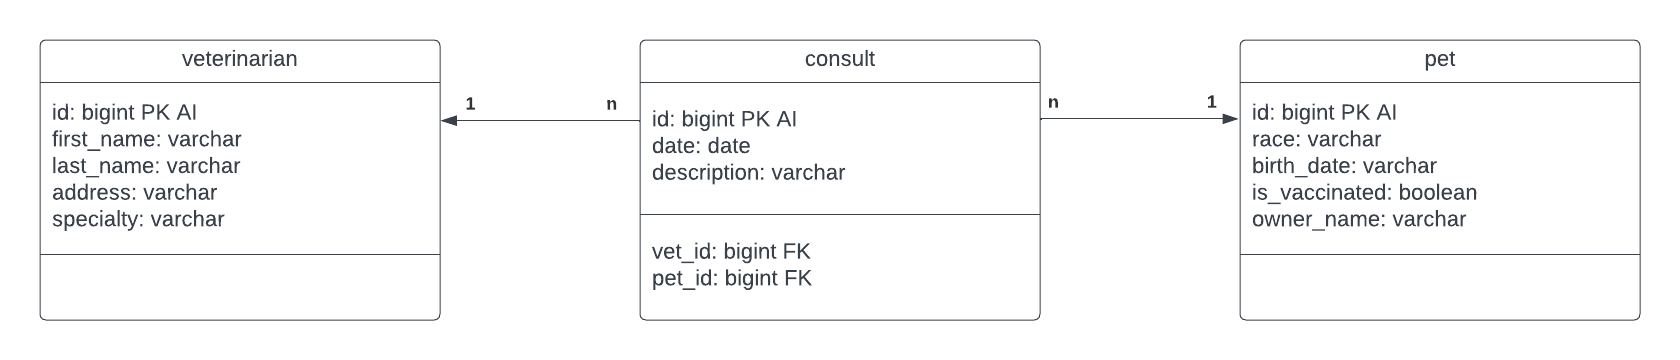 veterinarian
id: bigint PK AI
first_name: varchar
last_name: varchar
address: varchar
specialty: varchar
1
n
consult
id: bigint PK AI
date: date
description: varchar
vet_id: bigint FK
pet_id: bigint FK
n
1
pet
id: bigint PK AI
race: varchar
birth_date: varchar
is_vaccinated: boolean
owner_name: varchar